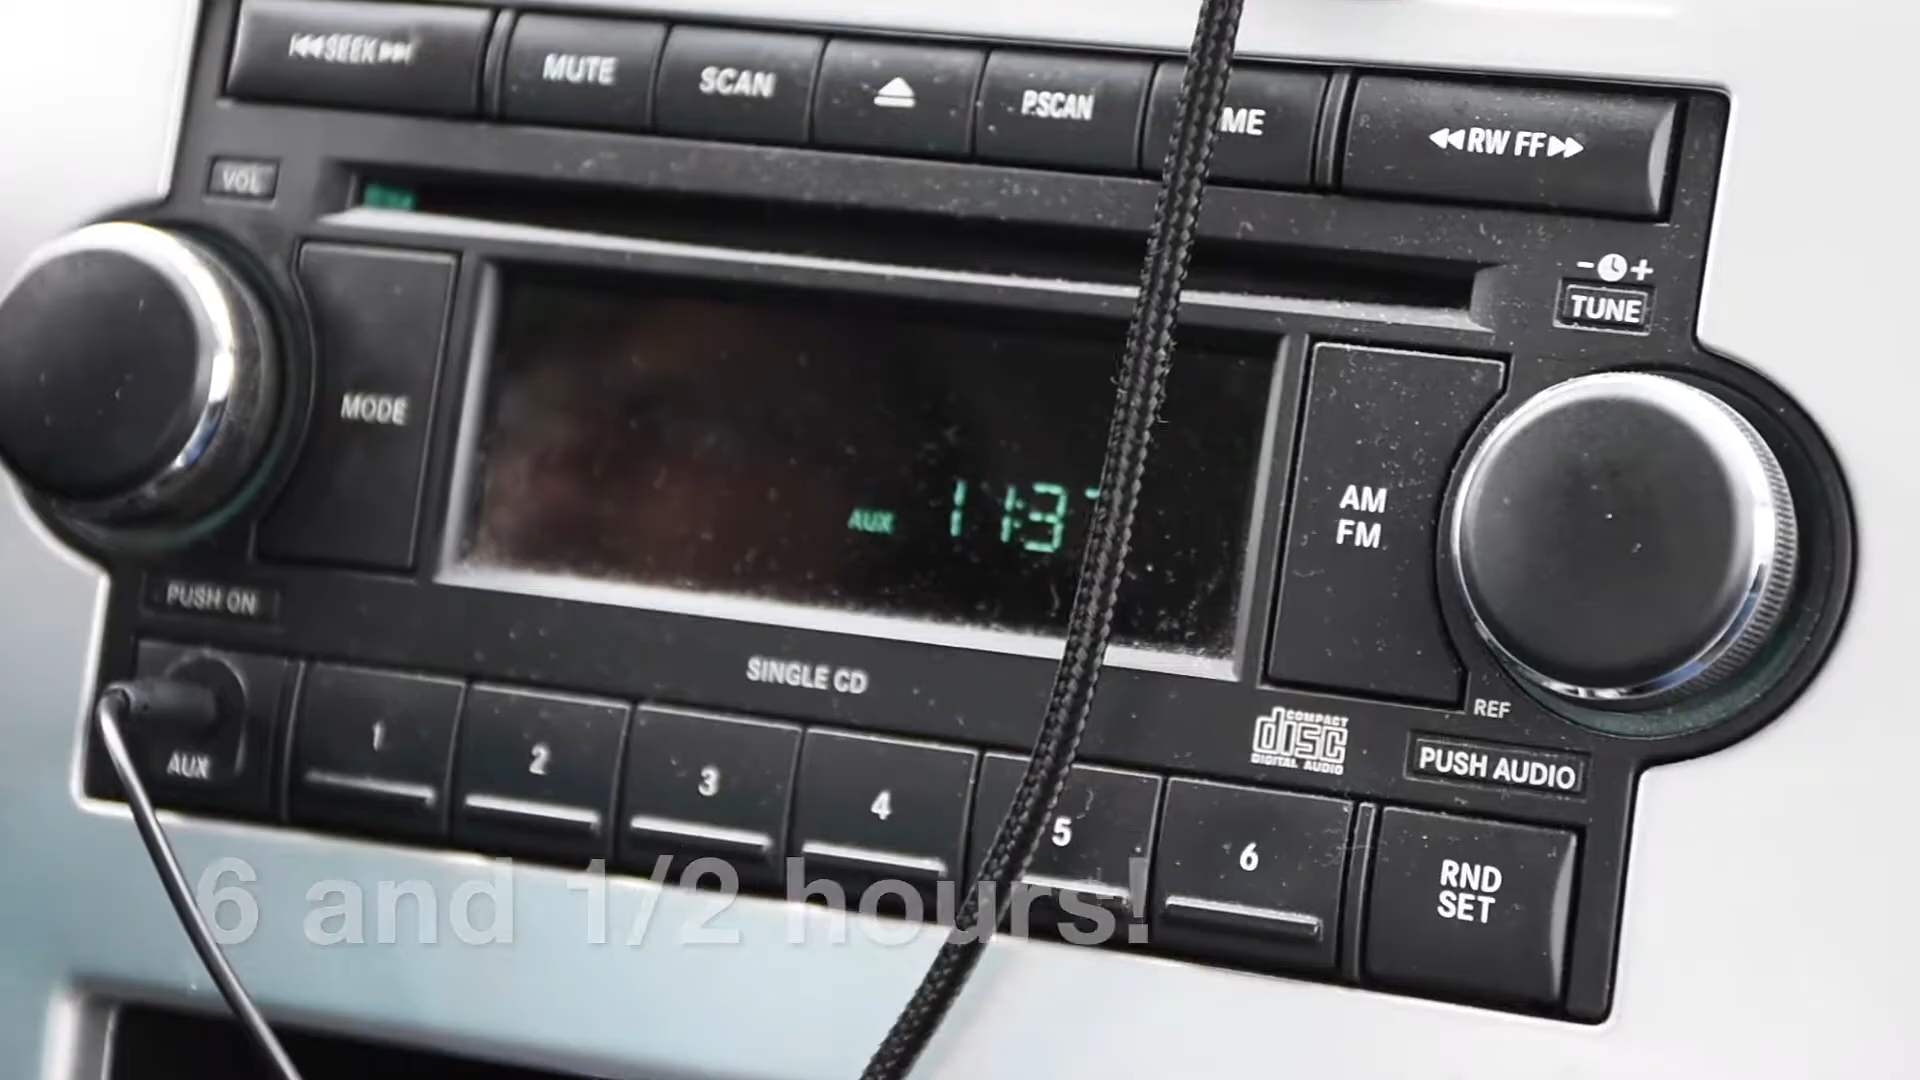 ⏮SEEK⏭
MUTE
SCAN
P.SCAN
ME
◀◀RW FF▶▶
VOL
- +
TUNE
MODE
AUX 11:3
AM
FM
PUSH ON
SINGLE CD
REF
COMPACT
disc
DIGITAL AUDIO
PUSH AUDIO
AUX
1
2
3
4
5
6
RND
SET
6 and 1/2 hours!